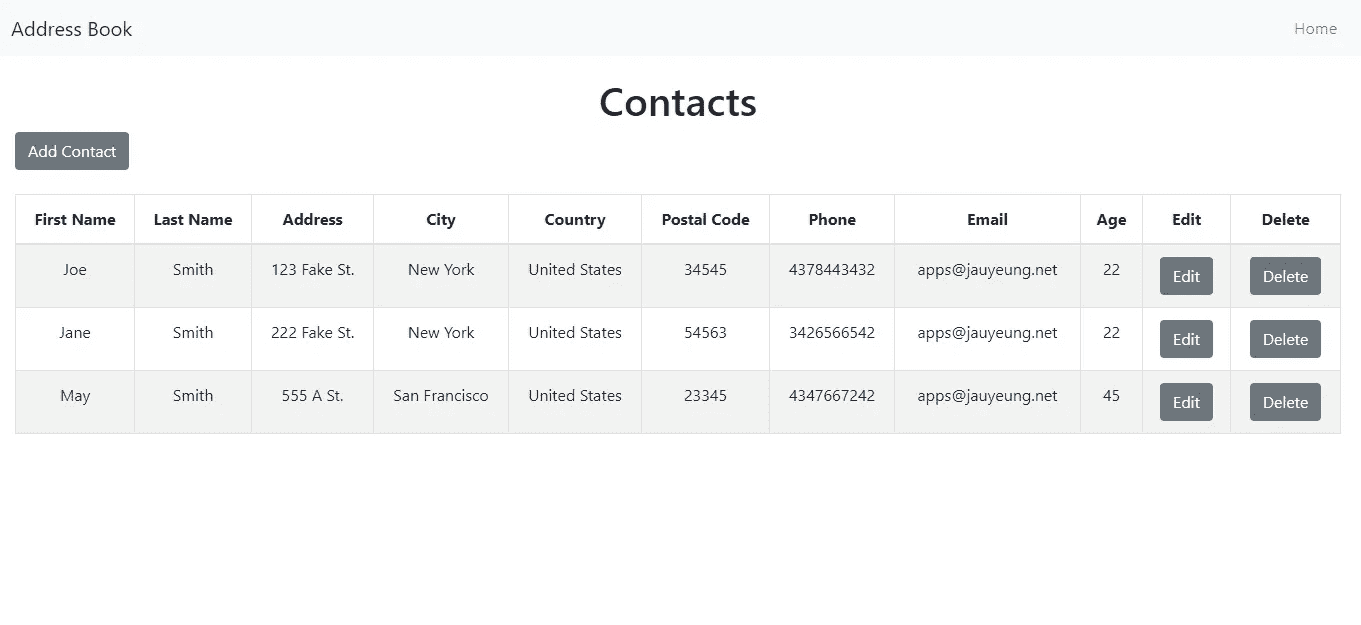 Address Book Home
Contacts
Add Contact
First Name Last Name Address City Country Postal Code Phone Email Age Edit Delete
Joe Smith 123 Fake St. New York United States 34545 4378443432 apps@jauyeung.net 22 Edit Delete
Jane Smith 222 Fake St. New York United States 54563 3426566542 apps@jauyeung.net 22 Edit Delete
May Smith 555 A St. San Francisco United States 23345 4347667242 apps@jauyeung.net 45 Edit Delete